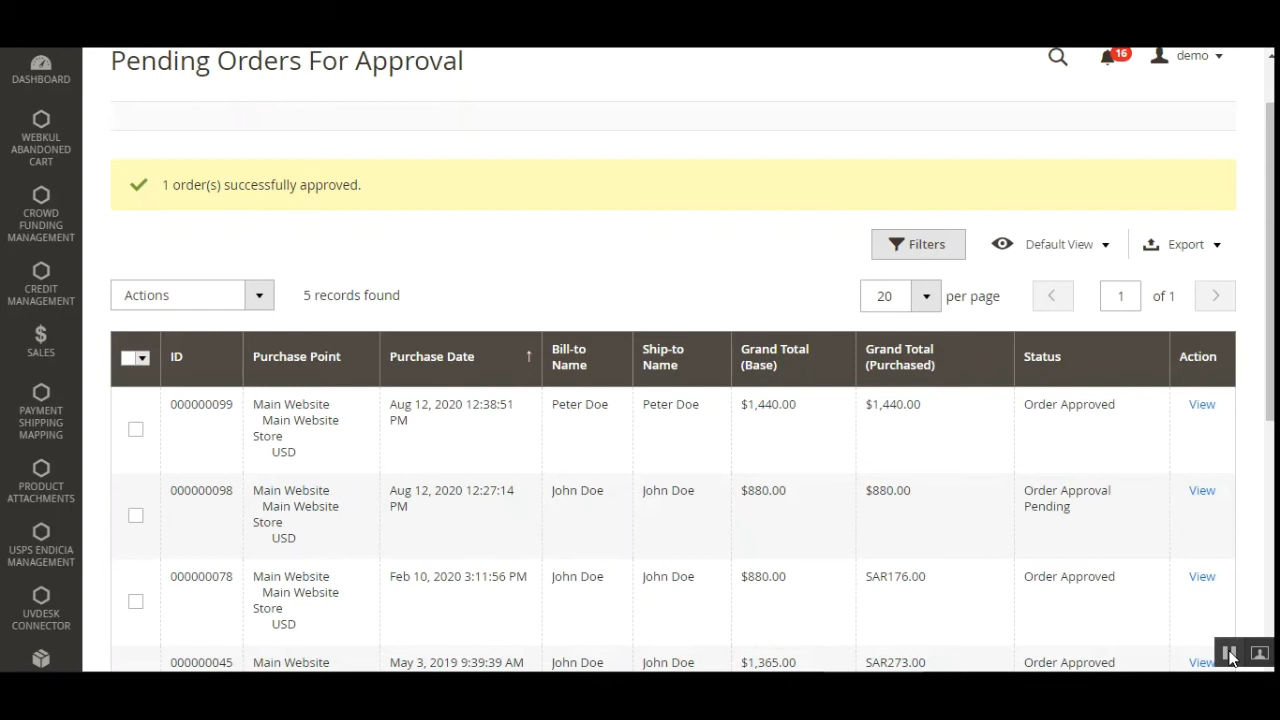 Pending Orders For Approval
16
demo
DASHBOARD
WEBKUL
ABANDONED
CART
CROWD
FUNDING
MANAGEMENT
CREDIT
MANAGEMENT
$
SALES
PAYMENT
SHIPPING
MAPPING
PRODUCT
ATTACHMENTS
USPS ENDICIA
MANAGEMENT
UVDESK
CONNECTOR
1 order(s) successfully approved.
Filters
Default View
Export
Actions
5 records found
20
per page
1
of 1
ID
Purchase Point
Purchase Date ↑
Bill-to
Name
Ship-to
Name
Grand Total
(Base)
Grand Total
(Purchased)
Status
Action
000000099
Main Website
Main Website
Store
USD
Aug 12, 2020 12:38:51
PM
Peter Doe
Peter Doe
$1,440.00
$1,440.00
Order Approved
View
000000098
Main Website
Main Website
Store
USD
Aug 12, 2020 12:27:14
PM
John Doe
John Doe
$880.00
$880.00
Order Approval
Pending
View
000000078
Main Website
Main Website
Store
USD
Feb 10, 2020 3:11:56 PM
John Doe
John Doe
$880.00
SAR176.00
Order Approved
View
000000045
Main Website
May 3, 2019 9:39:39 AM
John Doe
John Doe
$1,365.00
SAR273.00
Order Approved
View